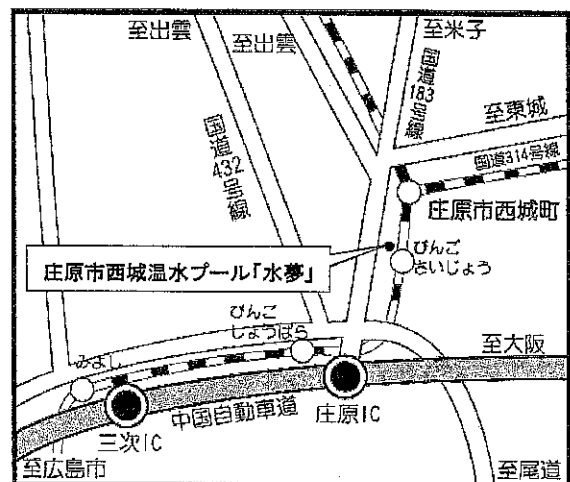 至出雲
至出雲
至米子
国道183号線
至東城
国道432号線
国道314号線
庄原市西城町
庄原市西城温水プール「水夢」
びんご
さいじょう
びんご
しょうばら
至大阪
みよし
中国自動車道
庄原IC
三次IC
至広島市
至尾道